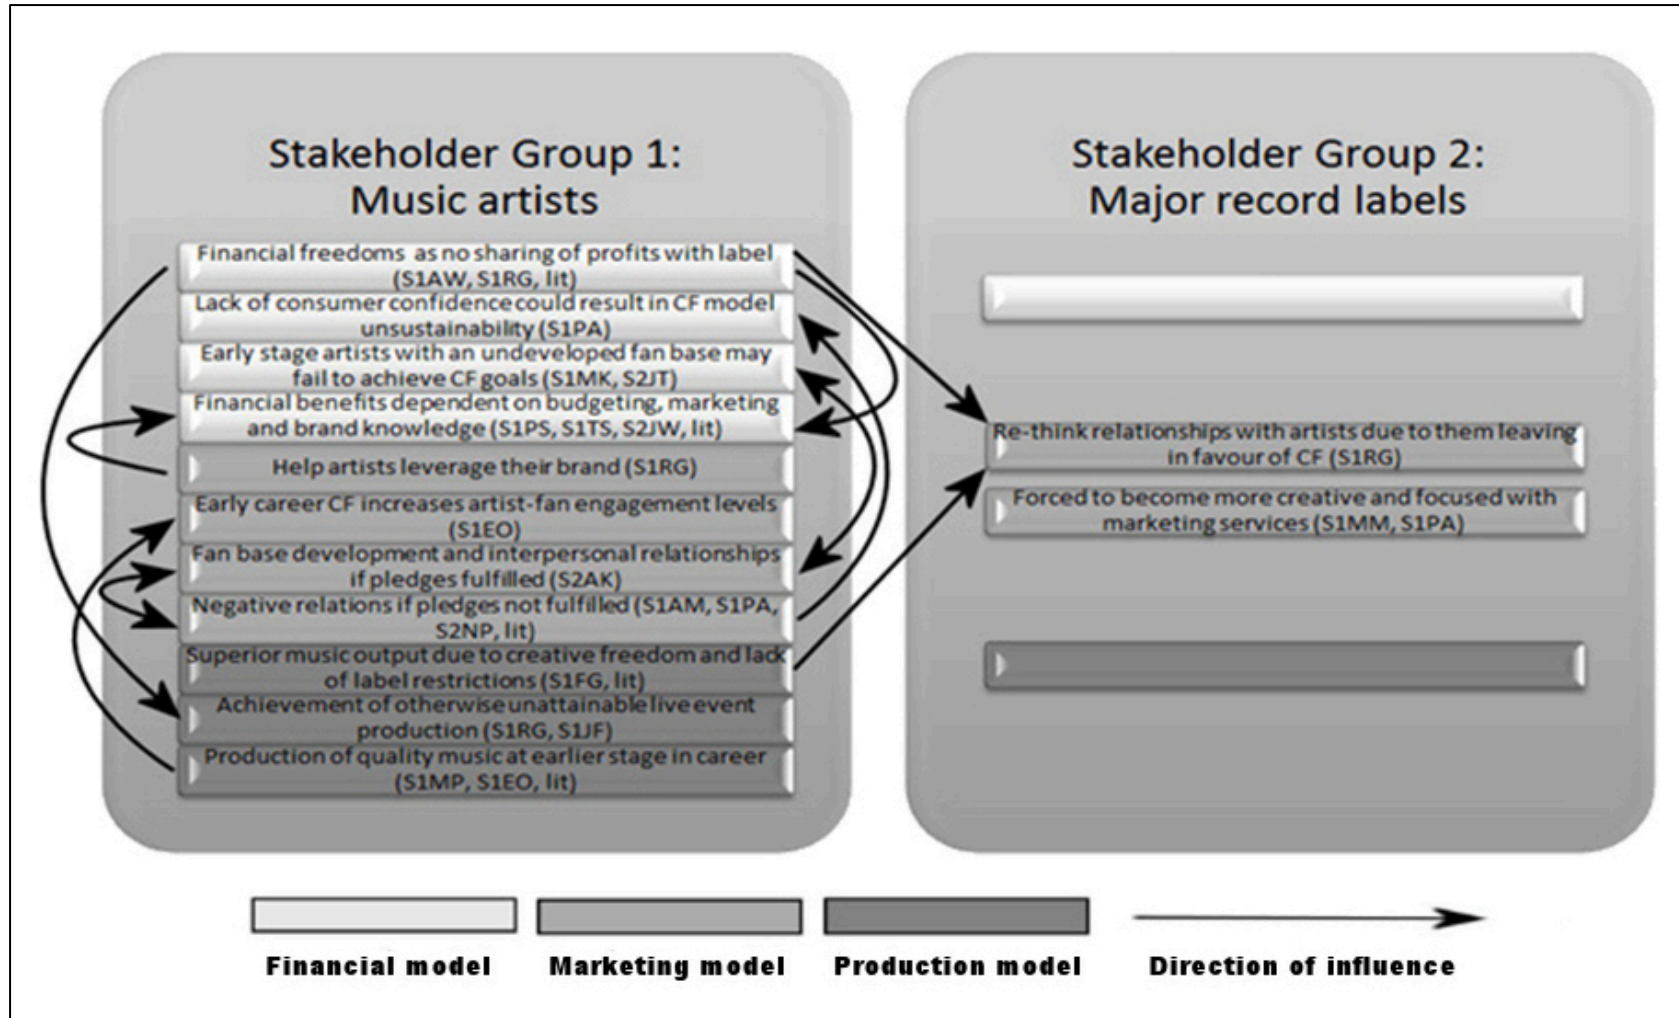 Stakeholder Group 1:
Music artists
Financial freedoms as no sharing of profits with label
(S1AW, S1RG, lit)
Lack of consumer confidence could result in CF model
unsustainability (S1PA)
Early stage artists with an undeveloped fan base may
fail to achieve CF goals (S1MK, S2JT)
Financial benefits dependent on budgeting, marketing
and brand knowledge (S1PS, S1TS, S2JW, lit)
Help artists leverage their brand (S1RG)
Early career CF increases artist-fan engagement levels
(S1EO)
Fan base development and interpersonal relationships
if pledges fulfilled (S2AK)
Negative relations if pledges not fulfilled (S1AM, S1PA,
S2NP, lit)
Superior music output due to creative freedom and lack
of label restrictions (S1FG, lit)
Achievement of otherwise unattainable live event
production (S1RG, S1JF)
Production of quality music at earlier stage in career
(S1MP, S1EO, lit)
Stakeholder Group 2:
Major record labels
Re-think relationships with artists due to them leaving
in favour of CF (S1RG)
Forced to become more creative and focused with
marketing services (S1MM, S1PA)
Financial model
Marketing model
Production model
Direction of influence